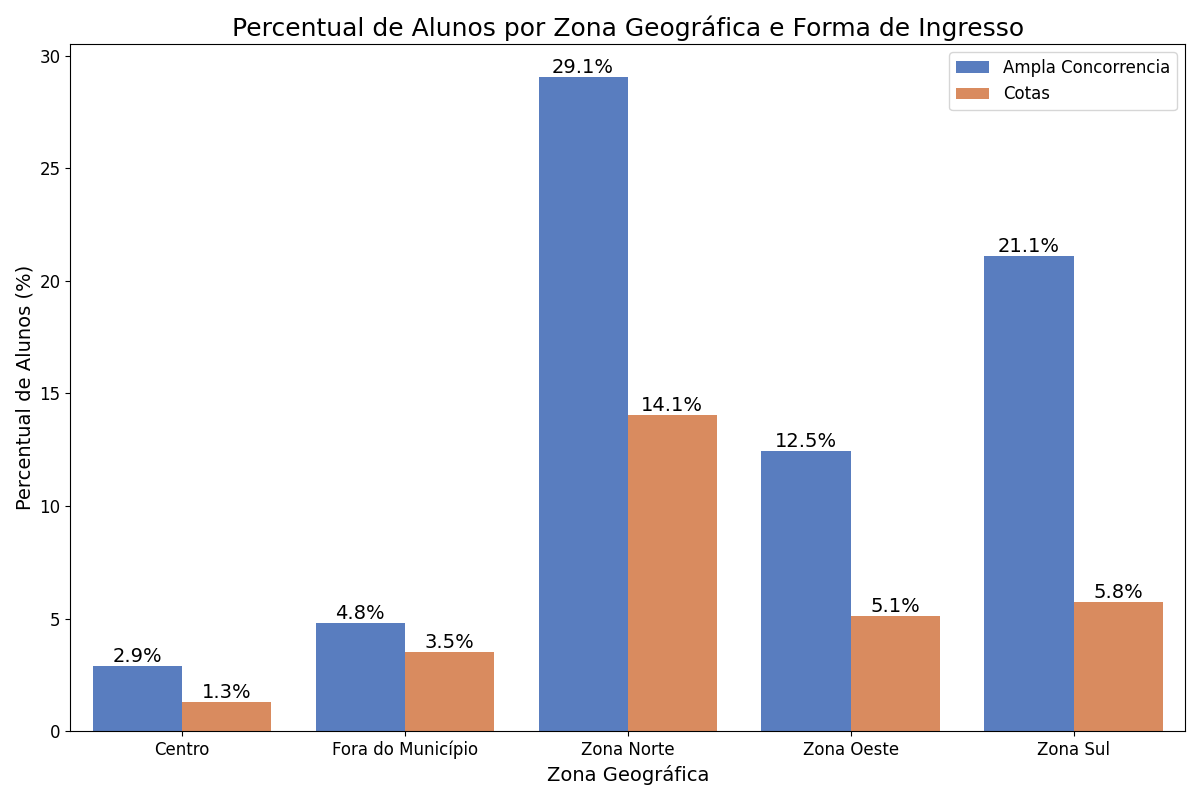 Percentual de Alunos por Zona Geográfica e Forma de Ingresso
Ampla Concorrencia
Cotas
Percentual de Alunos (%)
30
25
20
15
10
5
0
2.9%
1.3%
4.8%
3.5%
29.1%
14.1%
12.5%
5.1%
21.1%
5.8%
Centro
Fora do Município
Zona Norte
Zona Oeste
Zona Sul
Zona Geográfica